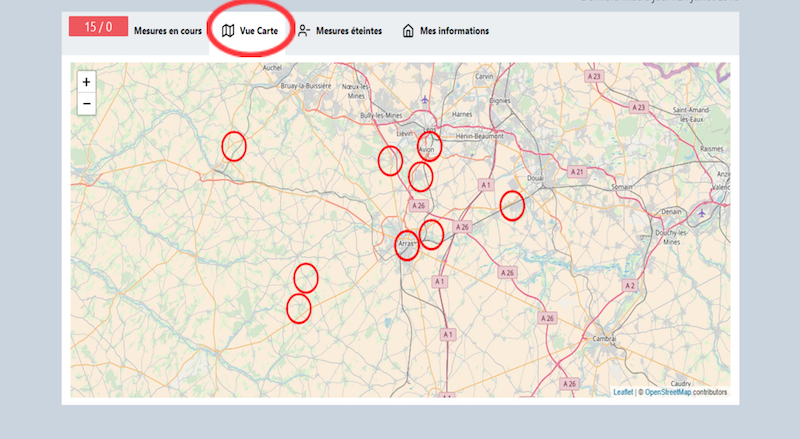 15 / 0
Mesures en cours
Vue Carte
Mesures éteintes
Mes informations
+
−
Auchel
Bruay-la-Buissière
Nœux-les-
Mines
Bully-les-Mines
Liévin
Lens
Avion
Harnes
Hénin-Beaumont
Carvin
Oignies
A 23
A 23
Saint-Amand-
les-Eaux
Raismes
A 21
Douai
Somain
A 1
A 26
A 26
Denain
Douchy-les-
Mines
Arras
A 1
A 26
A 2
A 1
A 26
Cambrai
A 26
Caudry
Leaflet | © OpenStreetMap contributors